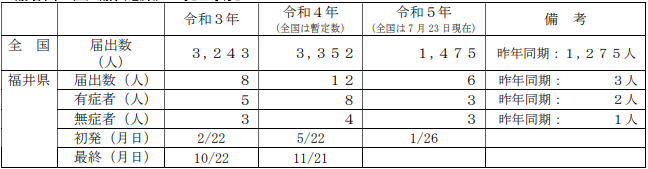 令和３年 令和４年 令和５年 備 考
(全国は暫定数) (全国は７月23日現在)
全 国 届出数 ３,２４３ ３,３５２ １,４７５ 昨年同期：１,２７５人
(人)
福井県 届出数（人） ８ １２ ６ 昨年同期： ３人
有症者（人） ５ ８ ３ 昨年同期： ２人
無症者（人） ３ ４ ３ 昨年同期： １人
初発（月日） 2/22 5/22 1/26
最終（月日） 10/22 11/21